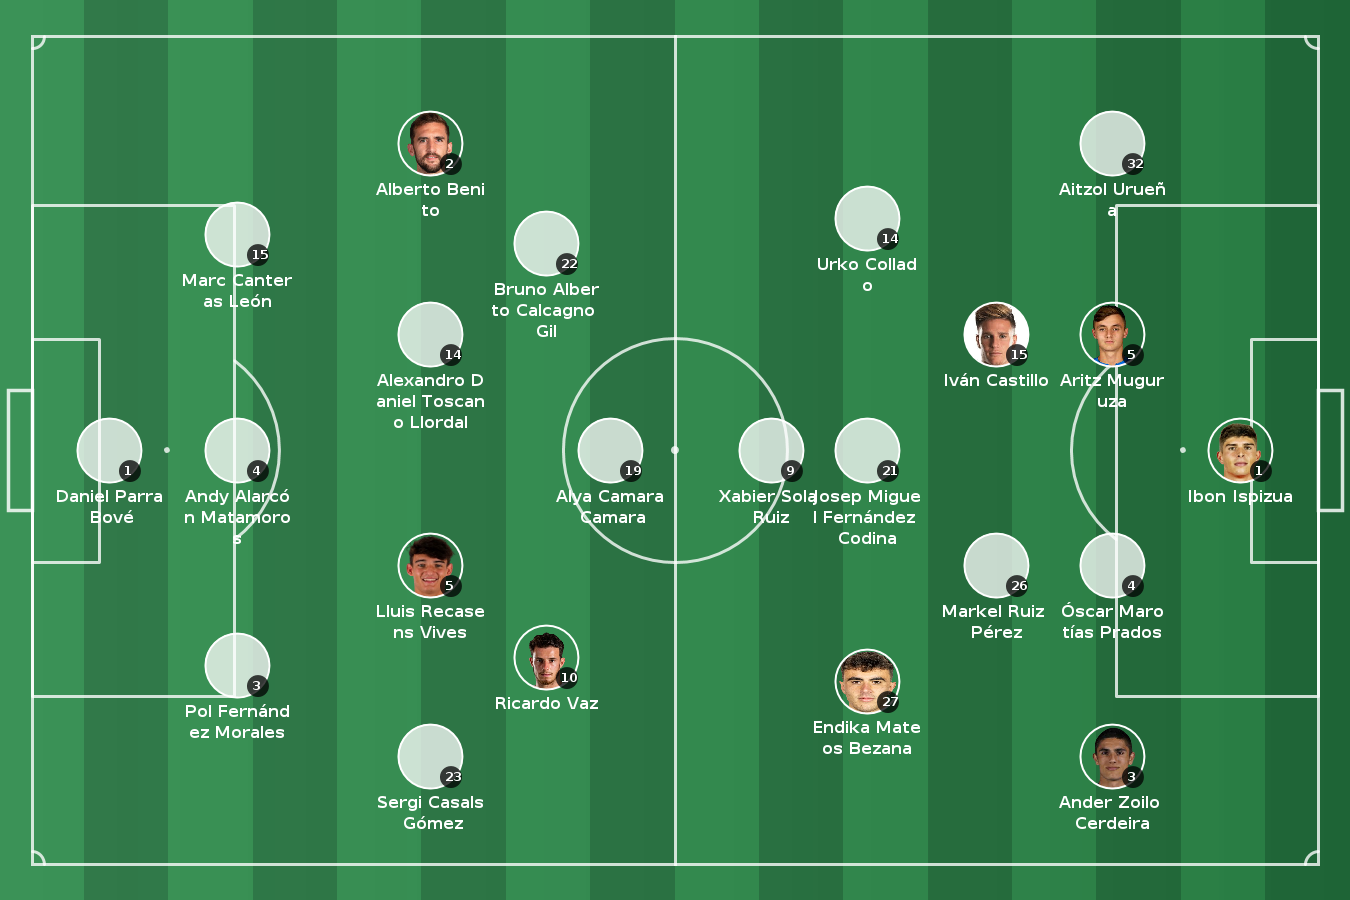 2
Alberto Beni
to
32
Aitzol Urueñ
a
15
Marc Canter
as León
22
Bruno Alber
to Calcagno
Gil
14
Urko Collad
o
14
Alexandro D
aniel Toscan
o Llordal
15
Iván Castillo
5
Aritz Mugur
uza
1
Daniel Parra
Bové
4
Andy Alarcó
n Matamoro
s
19
Alya Camara
Camara
9
Xabier Sola
Ruiz
21
Josep Migue
l Fernández
Codina
1
Ibon Ispizua
5
Lluis Recase
ns Vives
26
Markel Ruiz
Pérez
4
Óscar Maro
tías Prados
3
Pol Fernánd
ez Morales
10
Ricardo Vaz
27
Endika Mate
os Bezana
23
Sergi Casals
Gómez
3
Ander Zoilo
Cerdeira